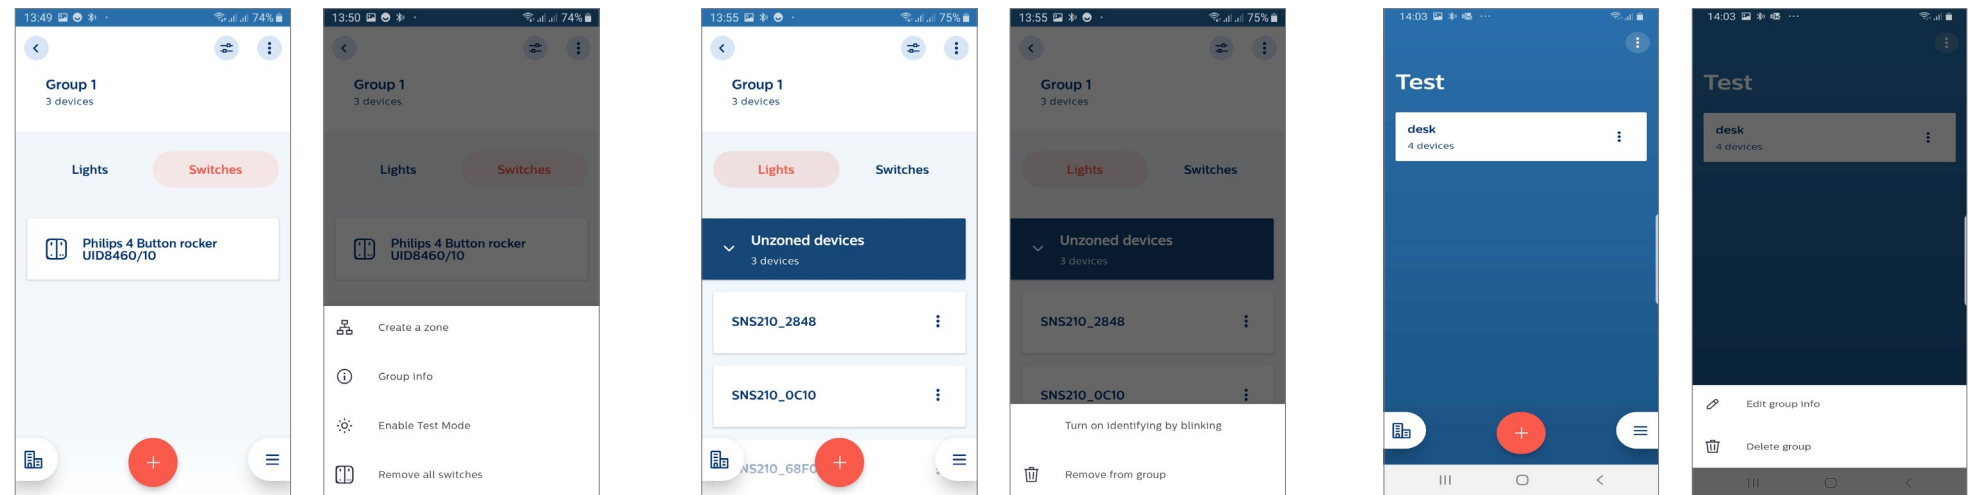 13:49
74%
Group 1
3 devices
Lights
Switches
Philips 4 Button rocker
UID8460/10
13:50
74%
Group 1
3 devices
Lights
Switches
Philips 4 Button rocker
UID8460/10
Create a zone
Group info
Enable Test Mode
Remove all switches
13:55
75%
Group 1
3 devices
Lights
Switches
Unzoned devices
3 devices
SNS210_2848
SNS210_0C10
NS210_68F0
13:55
75%
Group 1
3 devices
Lights
Switches
Unzoned devices
3 devices
SNS210_2848
SNS210_0C10
Turn on identifying by blinking
Remove from group
14:03
Test
desk
4 devices
14:03
Test
desk
4 devices
Edit group info
Delete group